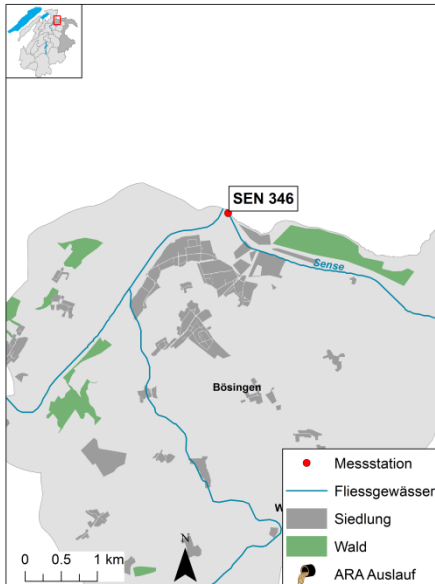 SEN 346
Sense
Bösingen
W
N
0 0.5 1 km
Messstation
Fliessgewässer
Siedlung
Wald
ARA Auslauf